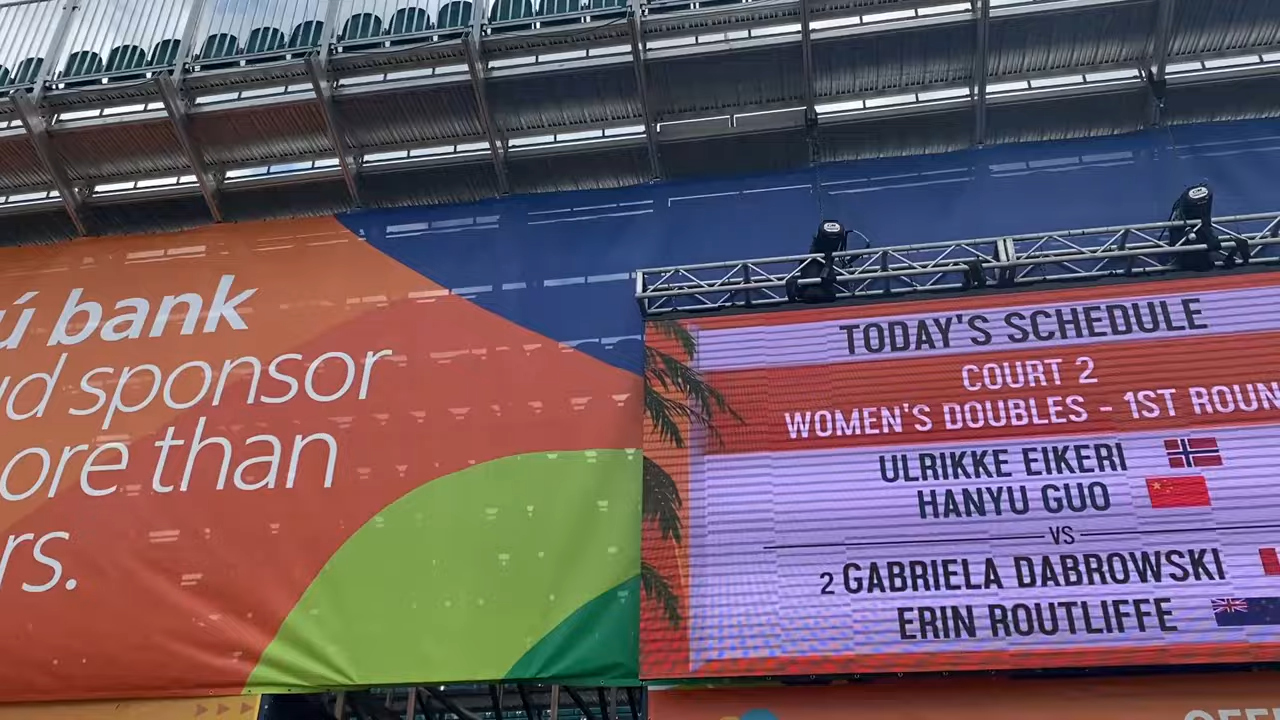 ú bank
ud sponsor
ore than
rs.
TODAY'S SCHEDULE
COURT 2
WOMEN'S DOUBLES - 1ST ROUN
ULRIKKE EIKERI
HANYU GUO
VS
2 GABRIELA DABROWSKI
ERIN ROUTLIFFE